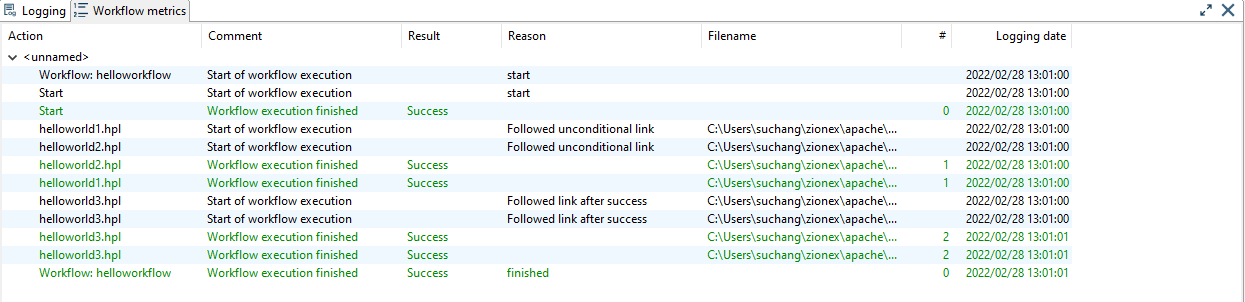 Logging Workflow metrics
Action Comment Result Reason Filename # Logging date
<unnamed>
Workflow: helloworkflow Start of workflow execution start 2022/02/28 13:01:00
Start Start of workflow execution start 2022/02/28 13:01:00
Start Workflow execution finished Success 0 2022/02/28 13:01:00
helloworld1.hpl Start of workflow execution Followed unconditional link C:\Users\suchang\zionex\apache\... 2022/02/28 13:01:00
helloworld2.hpl Start of workflow execution Followed unconditional link C:\Users\suchang\zionex\apache\... 2022/02/28 13:01:00
helloworld2.hpl Workflow execution finished Success C:\Users\suchang\zionex\apache\... 1 2022/02/28 13:01:00
helloworld1.hpl Workflow execution finished Success C:\Users\suchang\zionex\apache\... 1 2022/02/28 13:01:00
helloworld3.hpl Start of workflow execution Followed link after success C:\Users\suchang\zionex\apache\... 2022/02/28 13:01:00
helloworld3.hpl Start of workflow execution Followed link after success C:\Users\suchang\zionex\apache\... 2022/02/28 13:01:00
helloworld3.hpl Workflow execution finished Success C:\Users\suchang\zionex\apache\... 2 2022/02/28 13:01:01
helloworld3.hpl Workflow execution finished Success C:\Users\suchang\zionex\apache\... 2 2022/02/28 13:01:01
Workflow: helloworkflow Workflow execution finished Success finished 0 2022/02/28 13:01:01